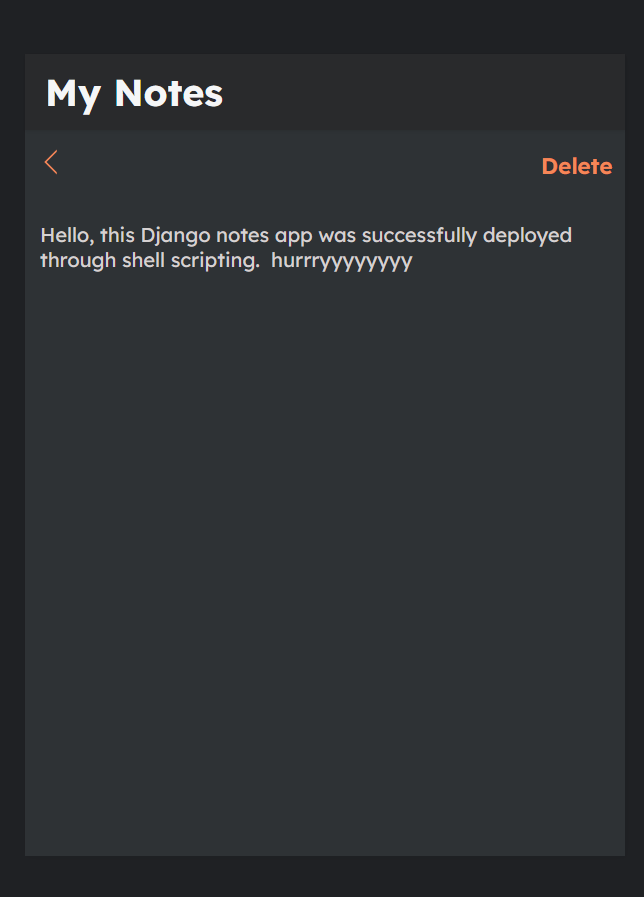 My Notes
Delete
Hello, this Django notes app was successfully deployed
through shell scripting.  hurrryyyyyyyy